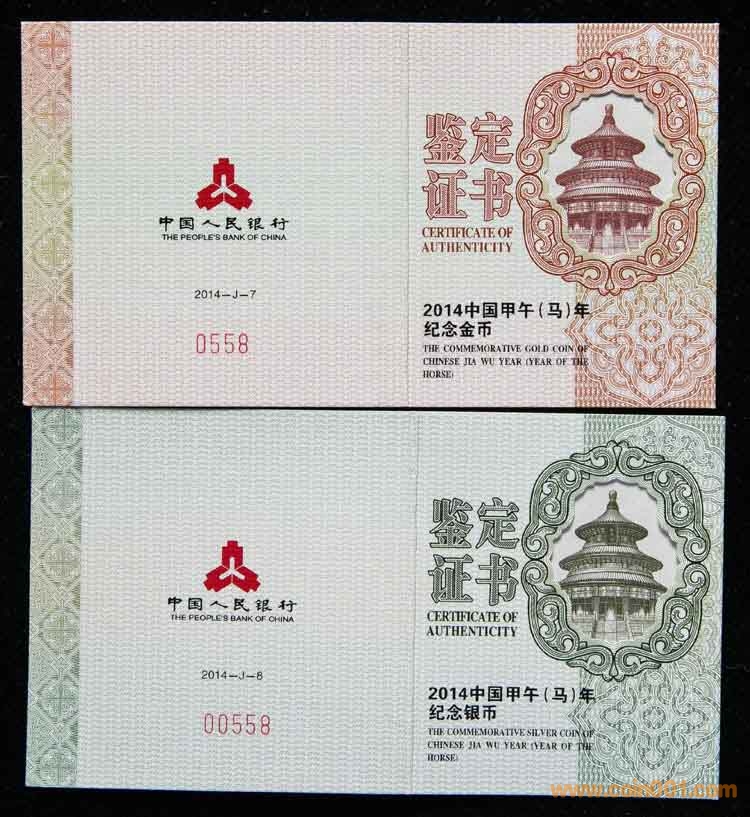 中国人民银行
THE PEOPLE'S BANK OF CHINA
2014-J-7
0558
鉴定
证书
CERTIFICATE OF
AUTHENTICITY
2014中国甲午(马)年
纪念金币
THE COMMEMORATIVE GOLD COIN OF
CHINESE JIA WU YEAR (YEAR OF THE
HORSE)
中国人民银行
THE PEOPLE'S BANK OF CHINA
2014-J-8
00558
鉴定
证书
CERTIFICATE OF
AUTHENTICITY
2014中国甲午(马)年
纪念银币
THE COMMEMORATIVE SILVER COIN OF
CHINESE JIA WU YEAR (YEAR OF THE
HORSE)
www.coin001.com